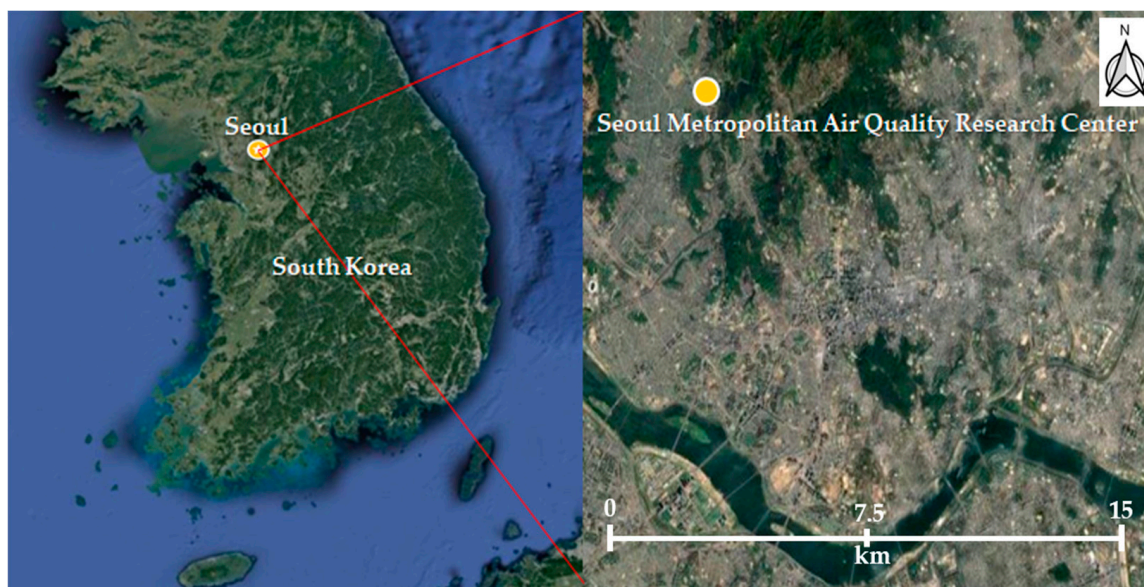 Seoul
South Korea
N
Seoul Metropolitan Air Quality Research Center
0
7.5
15
km